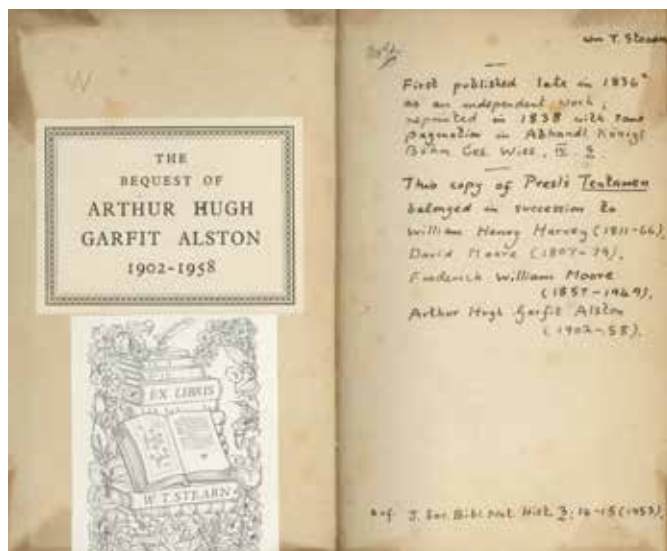 W
THE
BEQUEST OF
ARTHUR HUGH
GARFIT ALSTON
1902-1958
EX LIBRIS
W. T. STEARN
Wm T. Stearn
First published late in 1836
as an independent work,
reprinted in 1838 with same
pagination in Abhandl. Königl
Böhm Ges. Wiss., IV. 5.
This copy of Presl's Tentamen
belonged in succession to
William Henry Harvey (1811-66),
David Moore (1807-79),
Frederick William Moore
(1857-1949),
Arthur Hugh Garfit Alston
(1902-58).
J. Soc. Bibl. Nat. Hist. 3: 14-15 (1953).